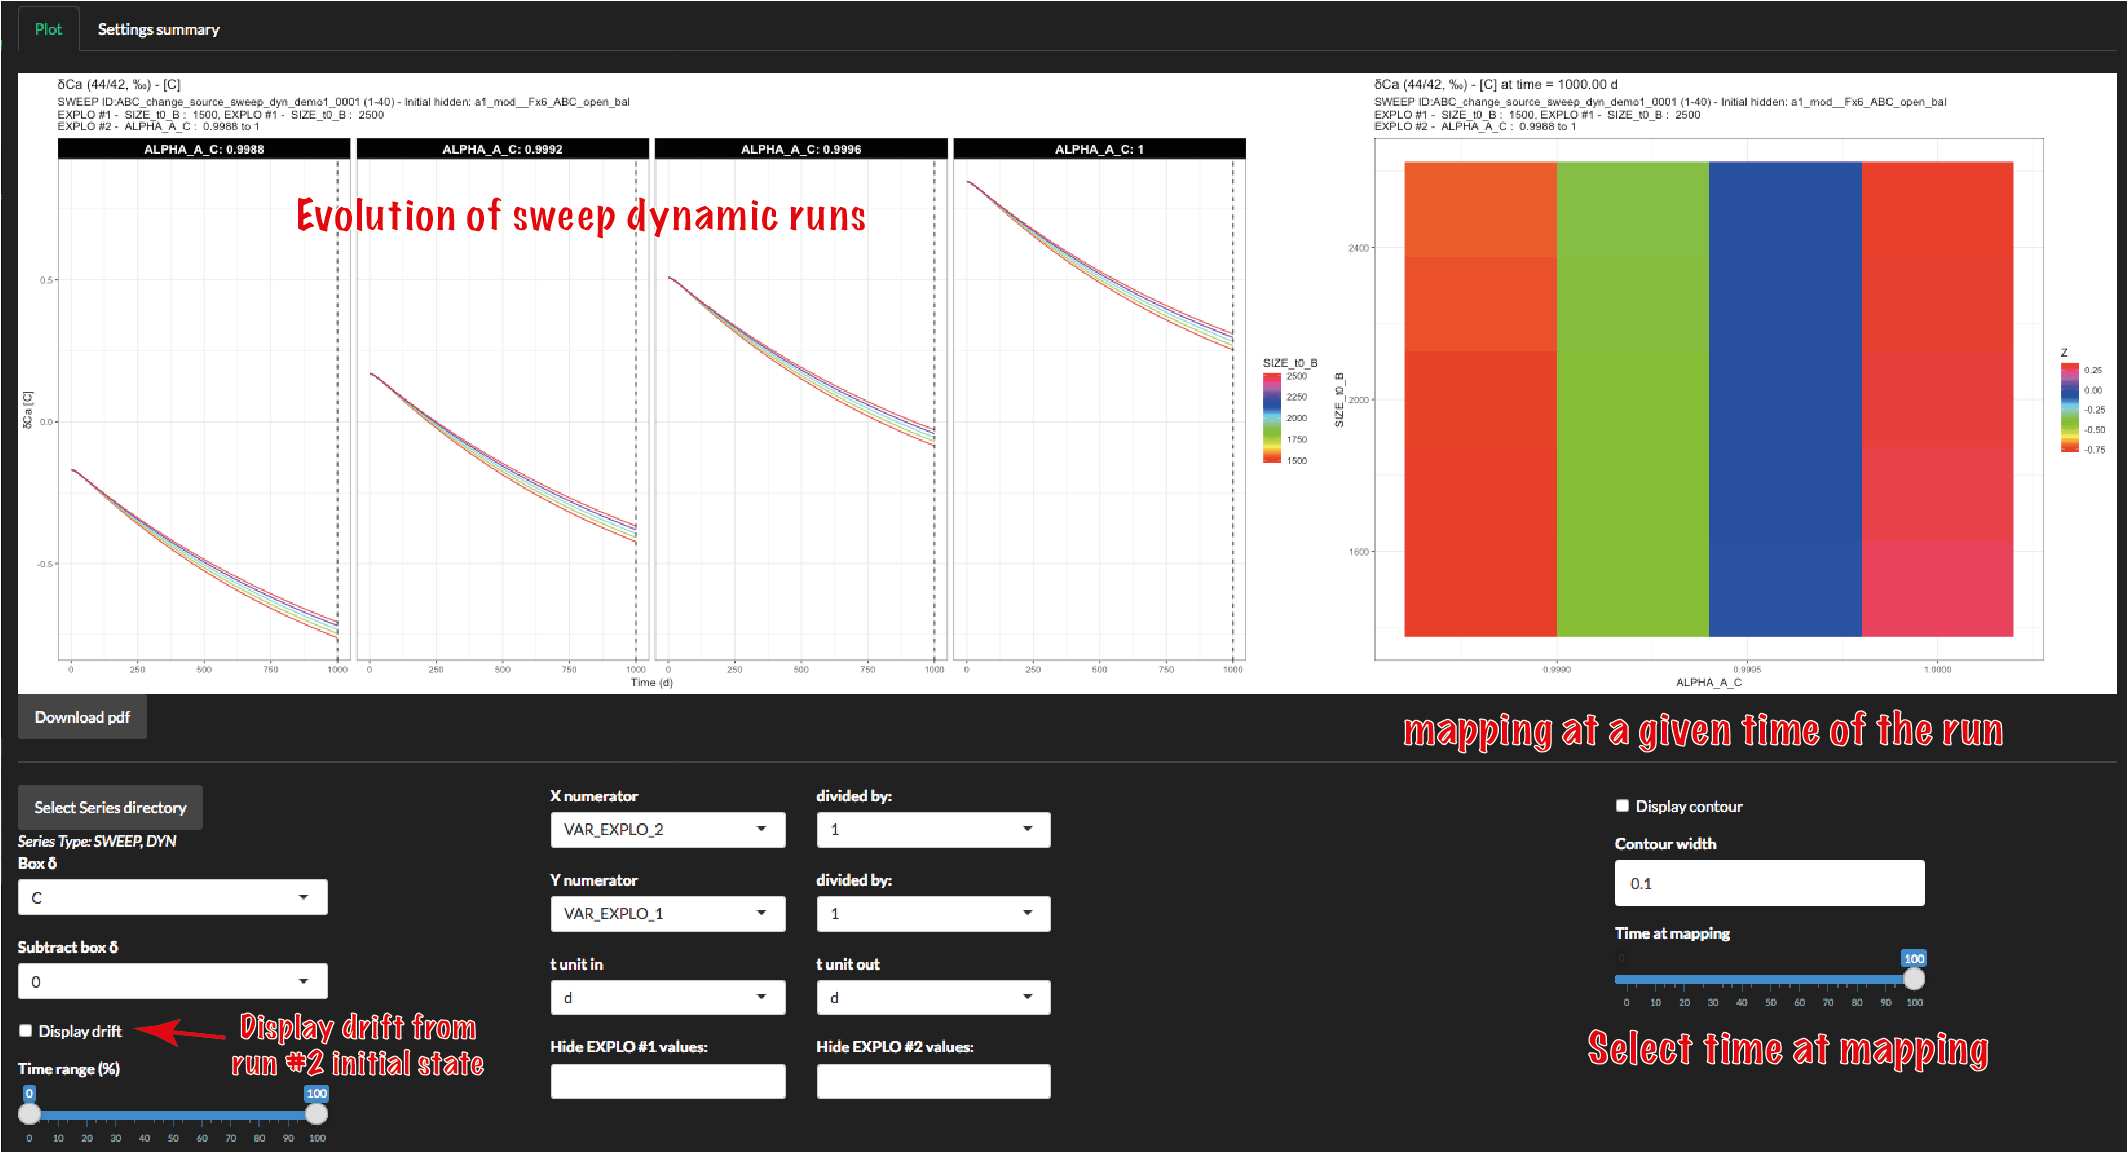 Plot
Settings summary
δCa (44/42, ‰) - [C]
SWEEP ID:ABC_change_source_sweep_dyn_demo1_0001 (1-40) - Initial hidden: a1_mod__Fx6_ABC_open_bal
EXPLO #1 - SIZE_t0_B : 1500, EXPLO #1 - SIZE_t0_B : 2500
EXPLO #2 - ALPHA_A_C : 0.9988 to 1
ALPHA_A_C: 0.9988
ALPHA_A_C: 0.9992
ALPHA_A_C: 0.9996
ALPHA_A_C: 1
Evolution of sweep dynamic runs
0.5
0.0
-0.5
δCa [C]
0 250 500 750 1000
0 250 500 750 1000
0 250 500 750 1000
0 250 500 750 1000
Time (d)
SIZE_t0_B
2500
2250
2000
1750
1500
δCa (44/42, ‰) - [C] at time = 1000.00 d
SWEEP ID:ABC_change_source_sweep_dyn_demo1_0001 (1-40) - Initial hidden: a1_mod__Fx6_ABC_open_bal
EXPLO #1 - SIZE_t0_B : 1500, EXPLO #1 - SIZE_t0_B : 2500
EXPLO #2 - ALPHA_A_C : 0.9988 to 1
2400
2000
1600
SIZE_t0_B
0.9990 0.9995 1.0000
ALPHA_A_C
Z
0.25
0.00
-0.25
-0.50
-0.75
Download pdf
mapping at a given time of the run
Select Series directory
Series Type: SWEEP, DYN
Box δ
C
Subtract box δ
0
Display drift
Display drift from
run #2 initial state
Time range (%)
0 100
0 10 20 30 40 50 60 70 80 90 100
X numerator
VAR_EXPLO_2
divided by:
1
Y numerator
VAR_EXPLO_1
divided by:
1
t unit in
d
t unit out
d
Hide EXPLO #1 values:
Hide EXPLO #2 values:
Display contour
Contour width
0.1
Time at mapping
0 100
0 10 20 30 40 50 60 70 80 90 100
Select time at mapping